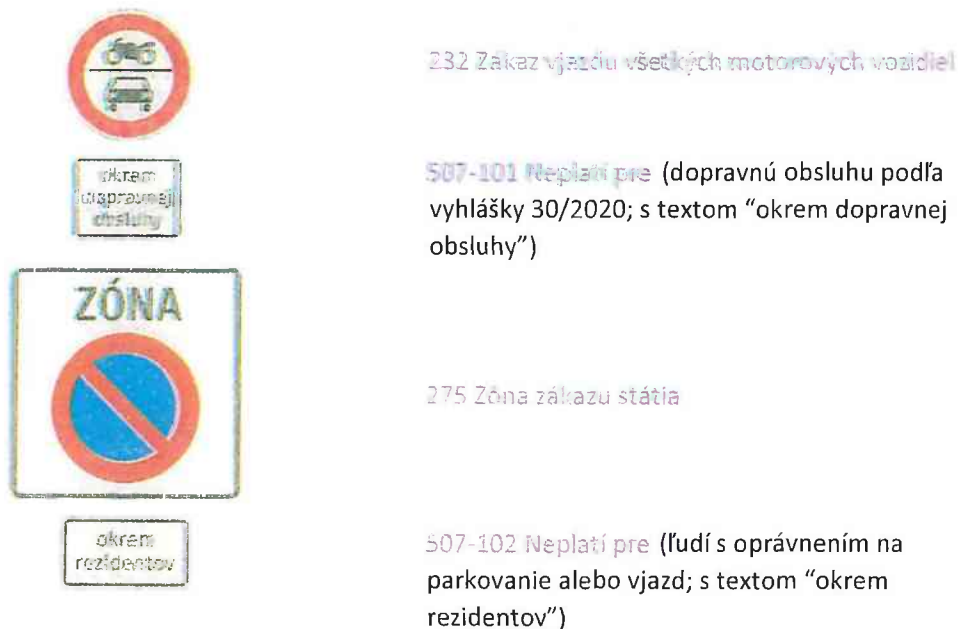 232 Zákaz vjazdu všetkých motorových vozidiel
okrem
dopravnej
obsluhy
507-101 Neplatí pre (dopravnú obsluhu podľa
vyhlášky 30/2020; s textom “okrem dopravnej
obsluhy”)
ZÓNA
275 Zóna zákazu státia
okrem
rezidentov
507-102 Neplatí pre (ľudí s oprávnením na
parkovanie alebo vjazd; s textom “okrem
rezidentov”)